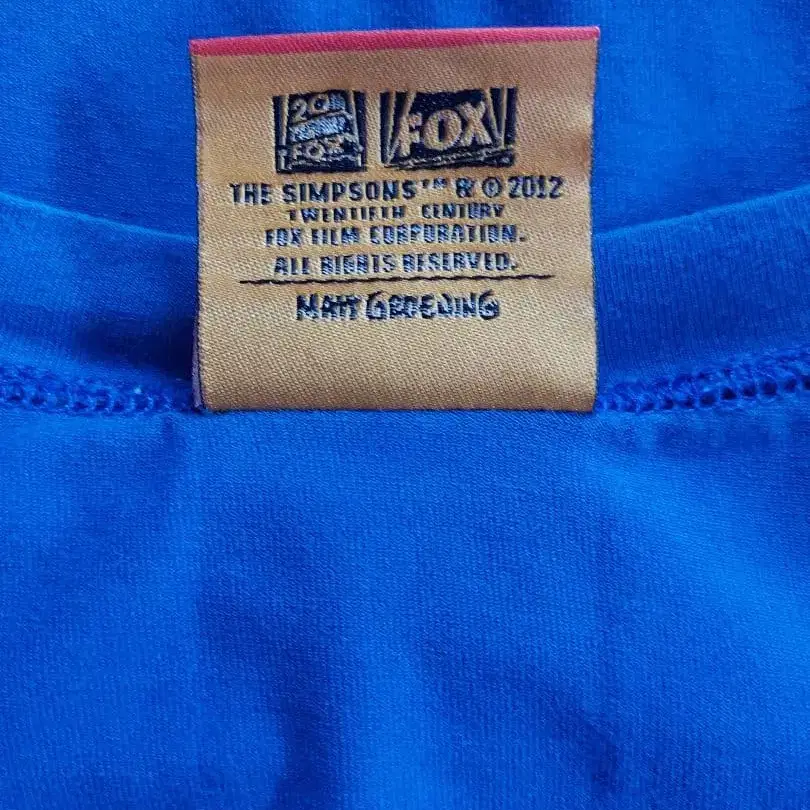 20TH CENTURY FOX
FOX
THE SIMPSONS™ & © 2012
TWENTIETH CENTURY
FOX FILM CORPORATION.
ALL RIGHTS RESERVED.
MATT GROENING